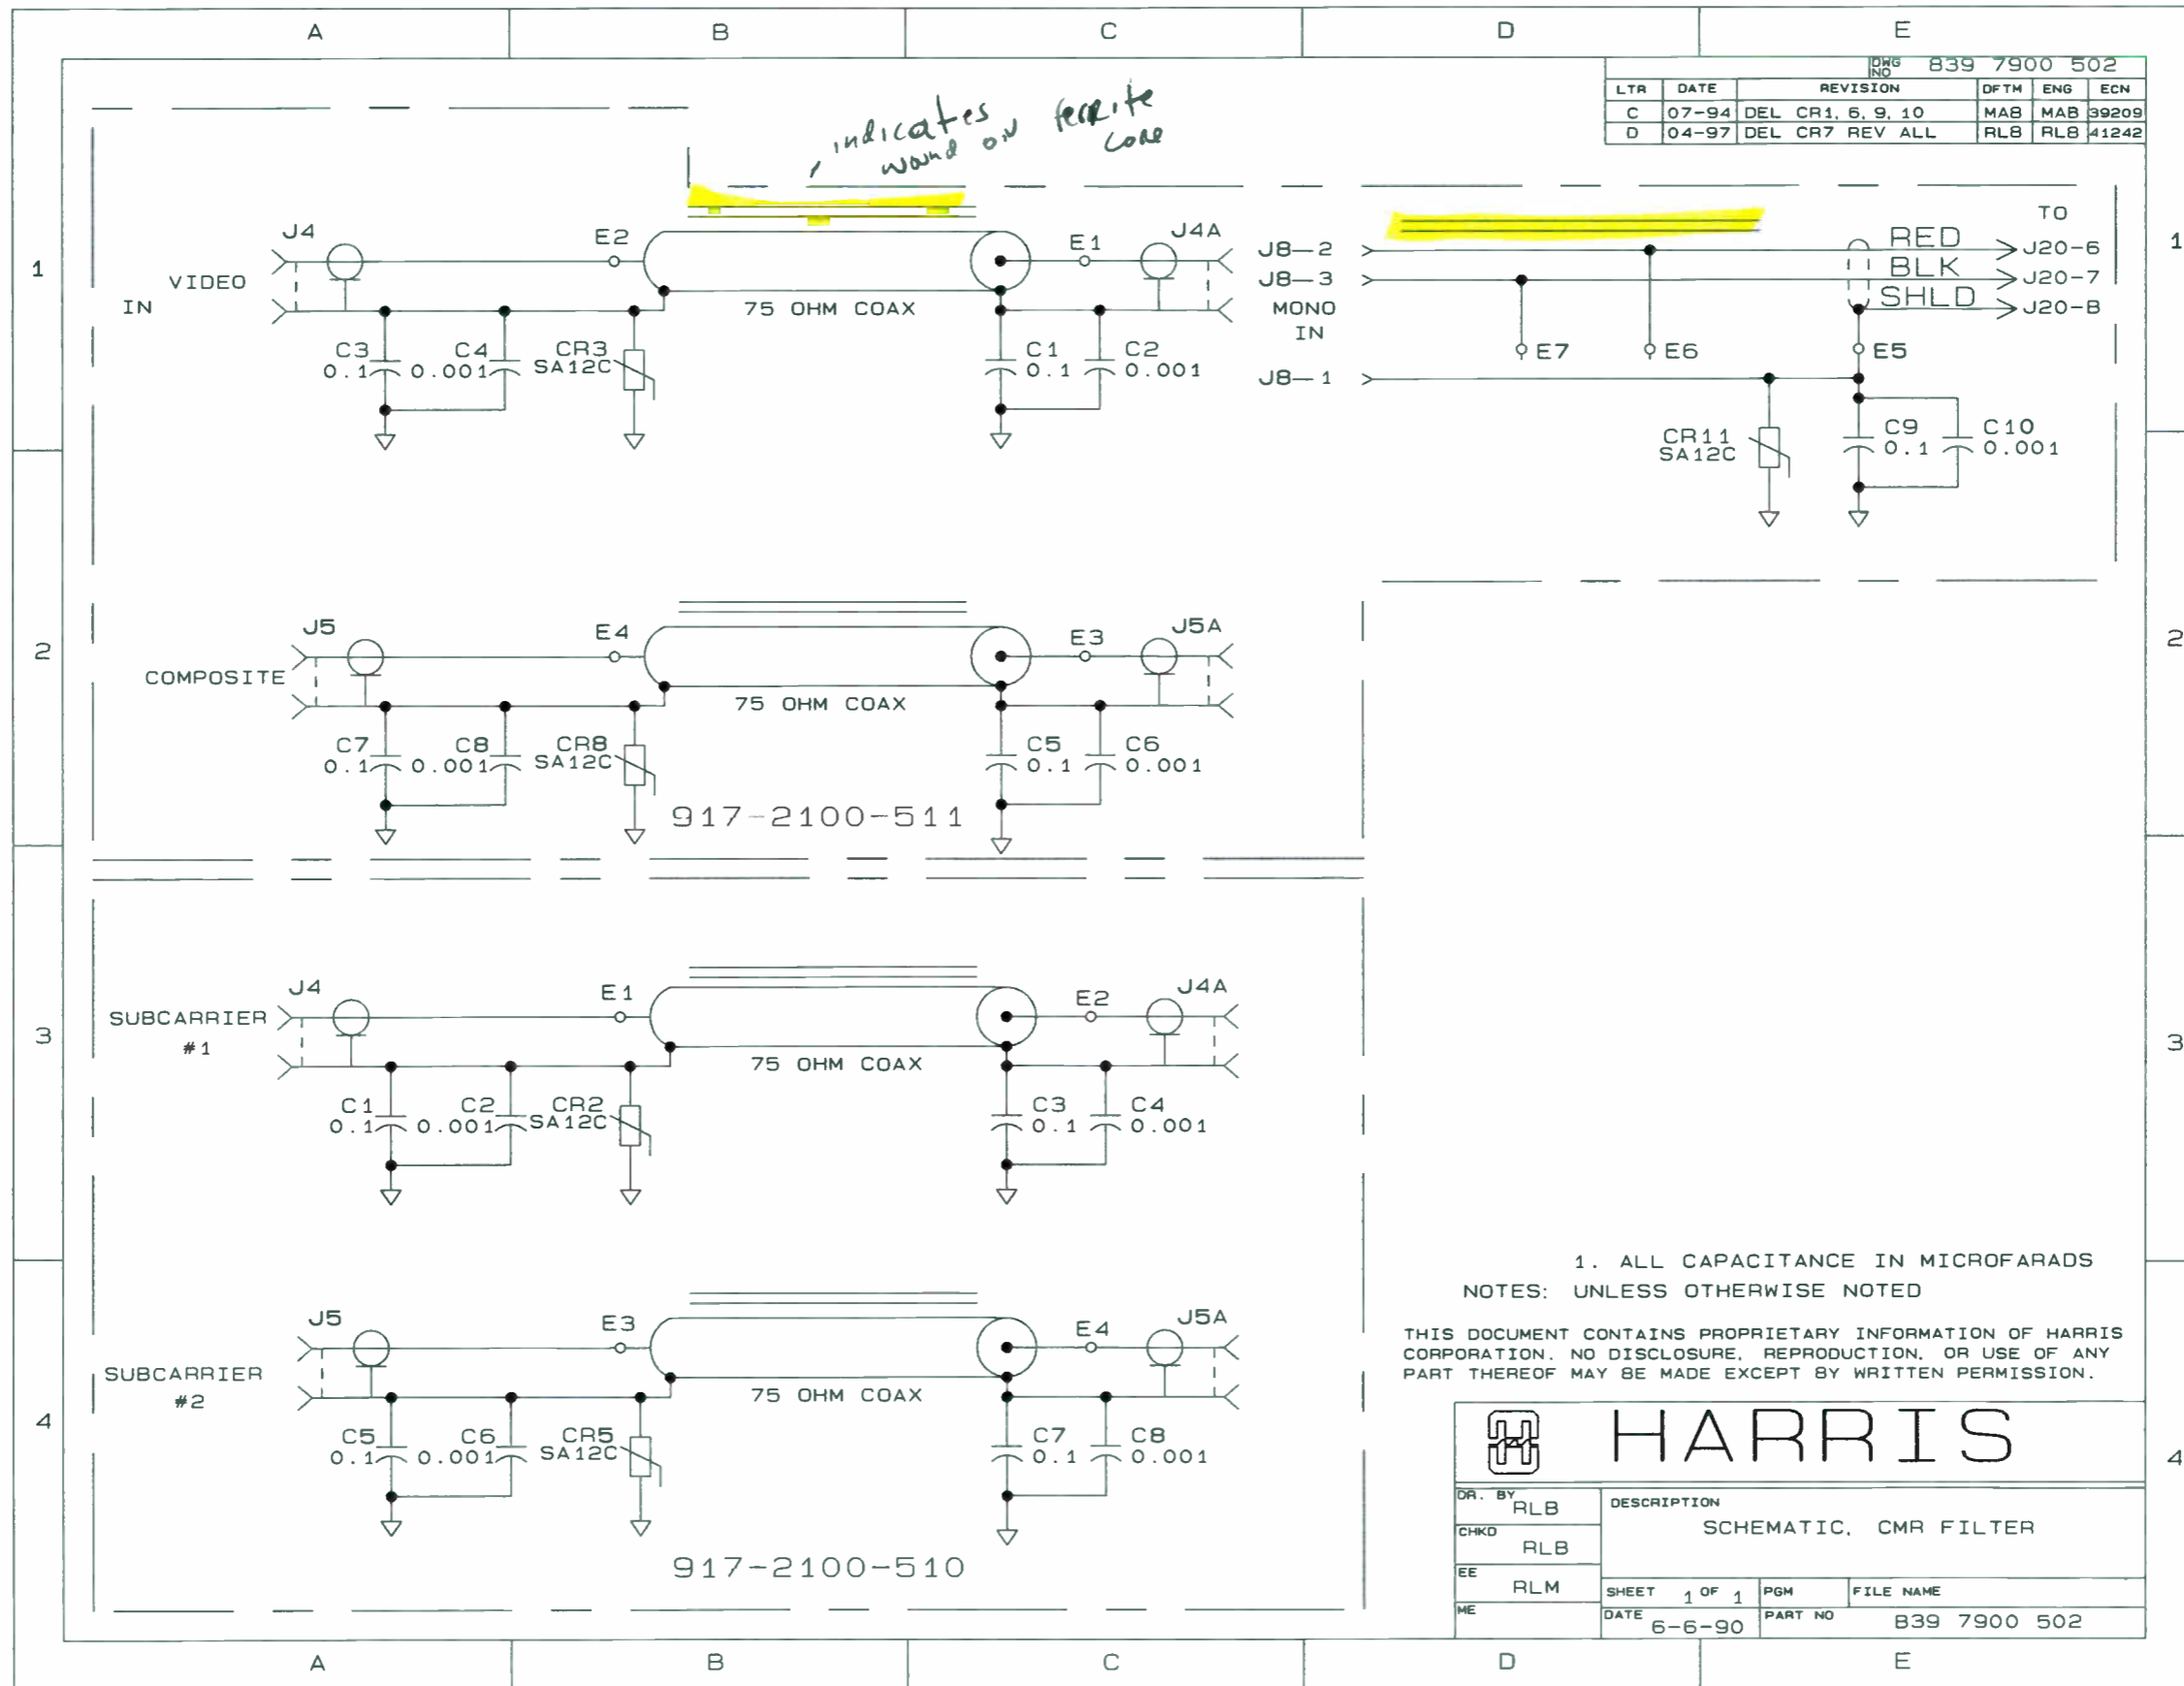 A B C D E
DWG NO 839 7900 502
LTR DATE REVISION DFTM ENG ECN
C 07-94 DEL CR1, 6, 9, 10 MAB MAB 39209
D 04-97 DEL CR7 REV ALL RLB RLB 41242
indicates
wound on ferrite
core
1
J4
VIDEO
IN
E2
75 OHM COAX
E1
J4A
C3
0.1
C4
0.001
CR3
SA12C
C1
0.1
C2
0.001
J8-2
J8-3
MONO
IN
J8-1
TO
RED J20-6
BLK J20-7
SHLD J20-8
E7
E6
E5
CR11
SA12C
C9
0.1
C10
0.001
1
2
J5
COMPOSITE
E4
75 OHM COAX
E3
J5A
C7
0.1
C8
0.001
CR8
SA12C
C5
0.1
C6
0.001
917-2100-511
2
3
J4
SUBCARRIER
#1
E1
75 OHM COAX
E2
J4A
C1
0.1
C2
0.001
CR2
SA12C
C3
0.1
C4
0.001
3
4
J5
SUBCARRIER
#2
E3
75 OHM COAX
E4
J5A
C5
0.1
C6
0.001
CR5
SA12C
C7
0.1
C8
0.001
917-2100-510
4
1. ALL CAPACITANCE IN MICROFARADS
NOTES: UNLESS OTHERWISE NOTED
THIS DOCUMENT CONTAINS PROPRIETARY INFORMATION OF HARRIS
CORPORATION. NO DISCLOSURE, REPRODUCTION, OR USE OF ANY
PART THEREOF MAY BE MADE EXCEPT BY WRITTEN PERMISSION.
HARRIS
DR. BY RLB
CHKD RLB
EE RLM
ME
DESCRIPTION
SCHEMATIC, CMR FILTER
SHEET 1 OF 1 PGM FILE NAME
DATE 6-6-90 PART NO 839 7900 502
A B C D E